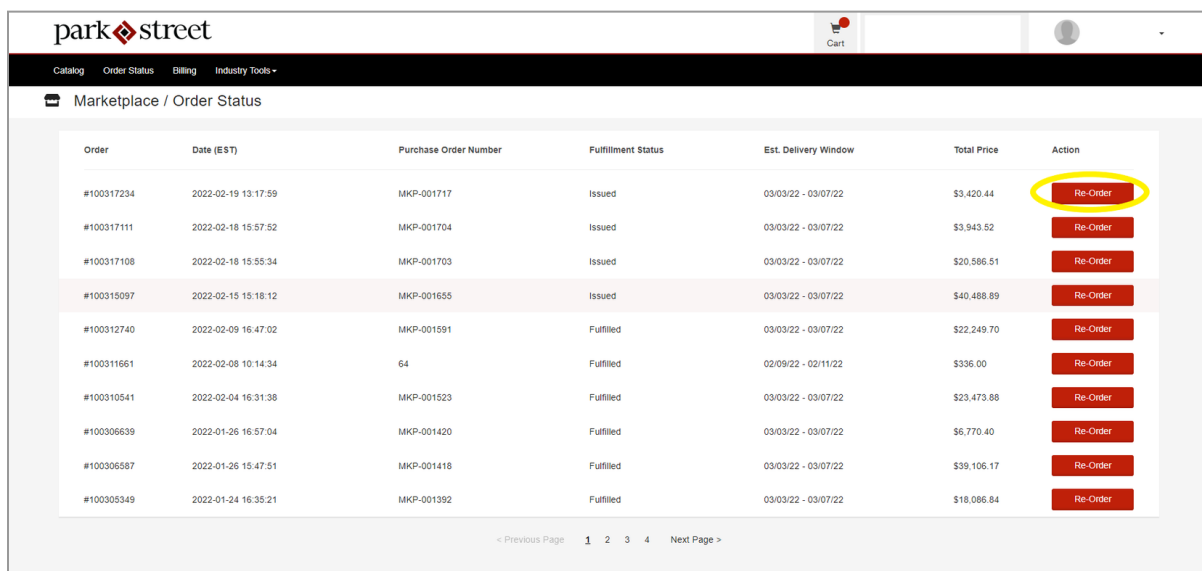 park street
Cart
Catalog Order Status Billing Industry Tools
Marketplace / Order Status
Order Date (EST) Purchase Order Number Fulfillment Status Est. Delivery Window Total Price Action
#100317234 2022-02-19 13:17:59 MKP-001717 Issued 03/03/22 - 03/07/22 $3,420.44 Re-Order
#100317111 2022-02-18 15:57:52 MKP-001704 Issued 03/03/22 - 03/07/22 $3,943.52 Re-Order
#100317108 2022-02-18 15:55:34 MKP-001703 Issued 03/03/22 - 03/07/22 $20,586.51 Re-Order
#100315097 2022-02-15 15:18:12 MKP-001655 Issued 03/03/22 - 03/07/22 $40,488.89 Re-Order
#100312740 2022-02-09 16:47:02 MKP-001591 Fulfilled 03/03/22 - 03/07/22 $22,249.70 Re-Order
#100311661 2022-02-08 10:14:34 64 Fulfilled 02/09/22 - 02/11/22 $336.00 Re-Order
#100310541 2022-02-04 16:31:38 MKP-001523 Fulfilled 03/03/22 - 03/07/22 $23,473.88 Re-Order
#100306639 2022-01-26 16:57:04 MKP-001420 Fulfilled 03/03/22 - 03/07/22 $6,770.40 Re-Order
#100306587 2022-01-26 15:47:51 MKP-001418 Fulfilled 03/03/22 - 03/07/22 $39,106.17 Re-Order
#100305349 2022-01-24 16:35:21 MKP-001392 Fulfilled 03/03/22 - 03/07/22 $18,086.84 Re-Order
< Previous Page 1 2 3 4 Next Page >